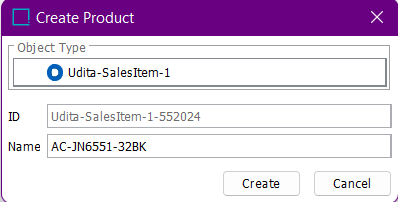 Create Product
Object Type
Udita-SalesItem-1
ID Udita-SalesItem-1-552024
Name AC-JN6551-32BK
Create Cancel